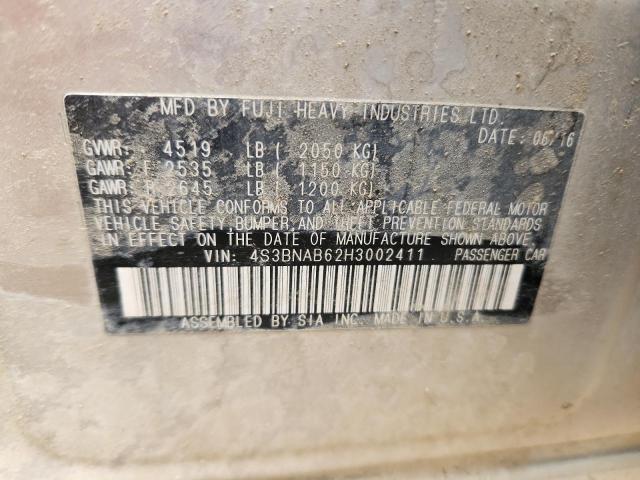 MFD BY FUJI HEAVY INDUSTRIES LTD.
DATE: 06/16
GVWR: 4519 LB ( 2050 KG)
GAWR: F 2535 LB ( 1150 KG)
GAWR: R 2645 LB ( 1200 KG)
THIS VEHICLE CONFORMS TO ALL APPLICABLE FEDERAL MOTOR
VEHICLE SAFETY, BUMPER, AND THEFT PREVENTION STANDARDS
IN EFFECT ON THE DATE OF MANUFACTURE SHOWN ABOVE.
VIN: 4S3BNAB62H3002411 PASSENGER CAR
ASSEMBLED BY SIA INC. MADE IN U.S.A.